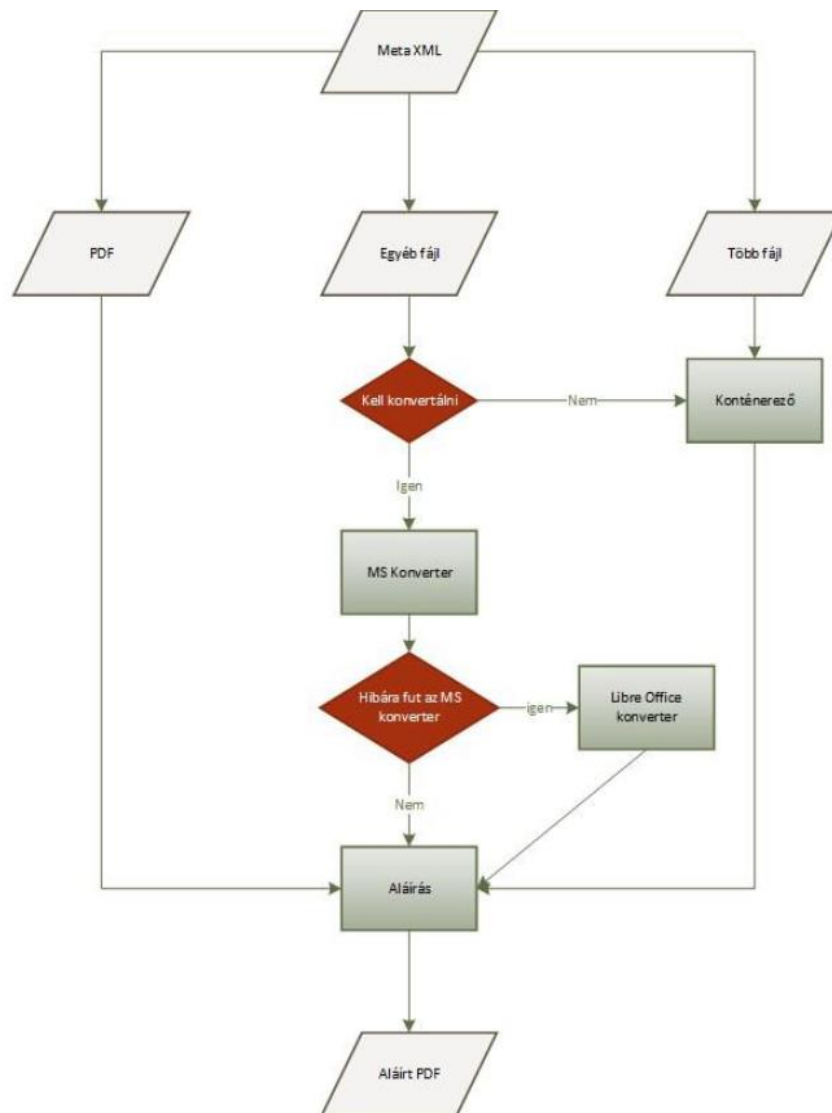 Meta XML
PDF
Egyéb fájl
Több fájl
Kell konvertálni
Nem
Konténerező
Igen
MS Konverter
Hibára fut az MS
konverter
igen
Libre Office
konverter
Nem
Aláírás
Aláírt PDF